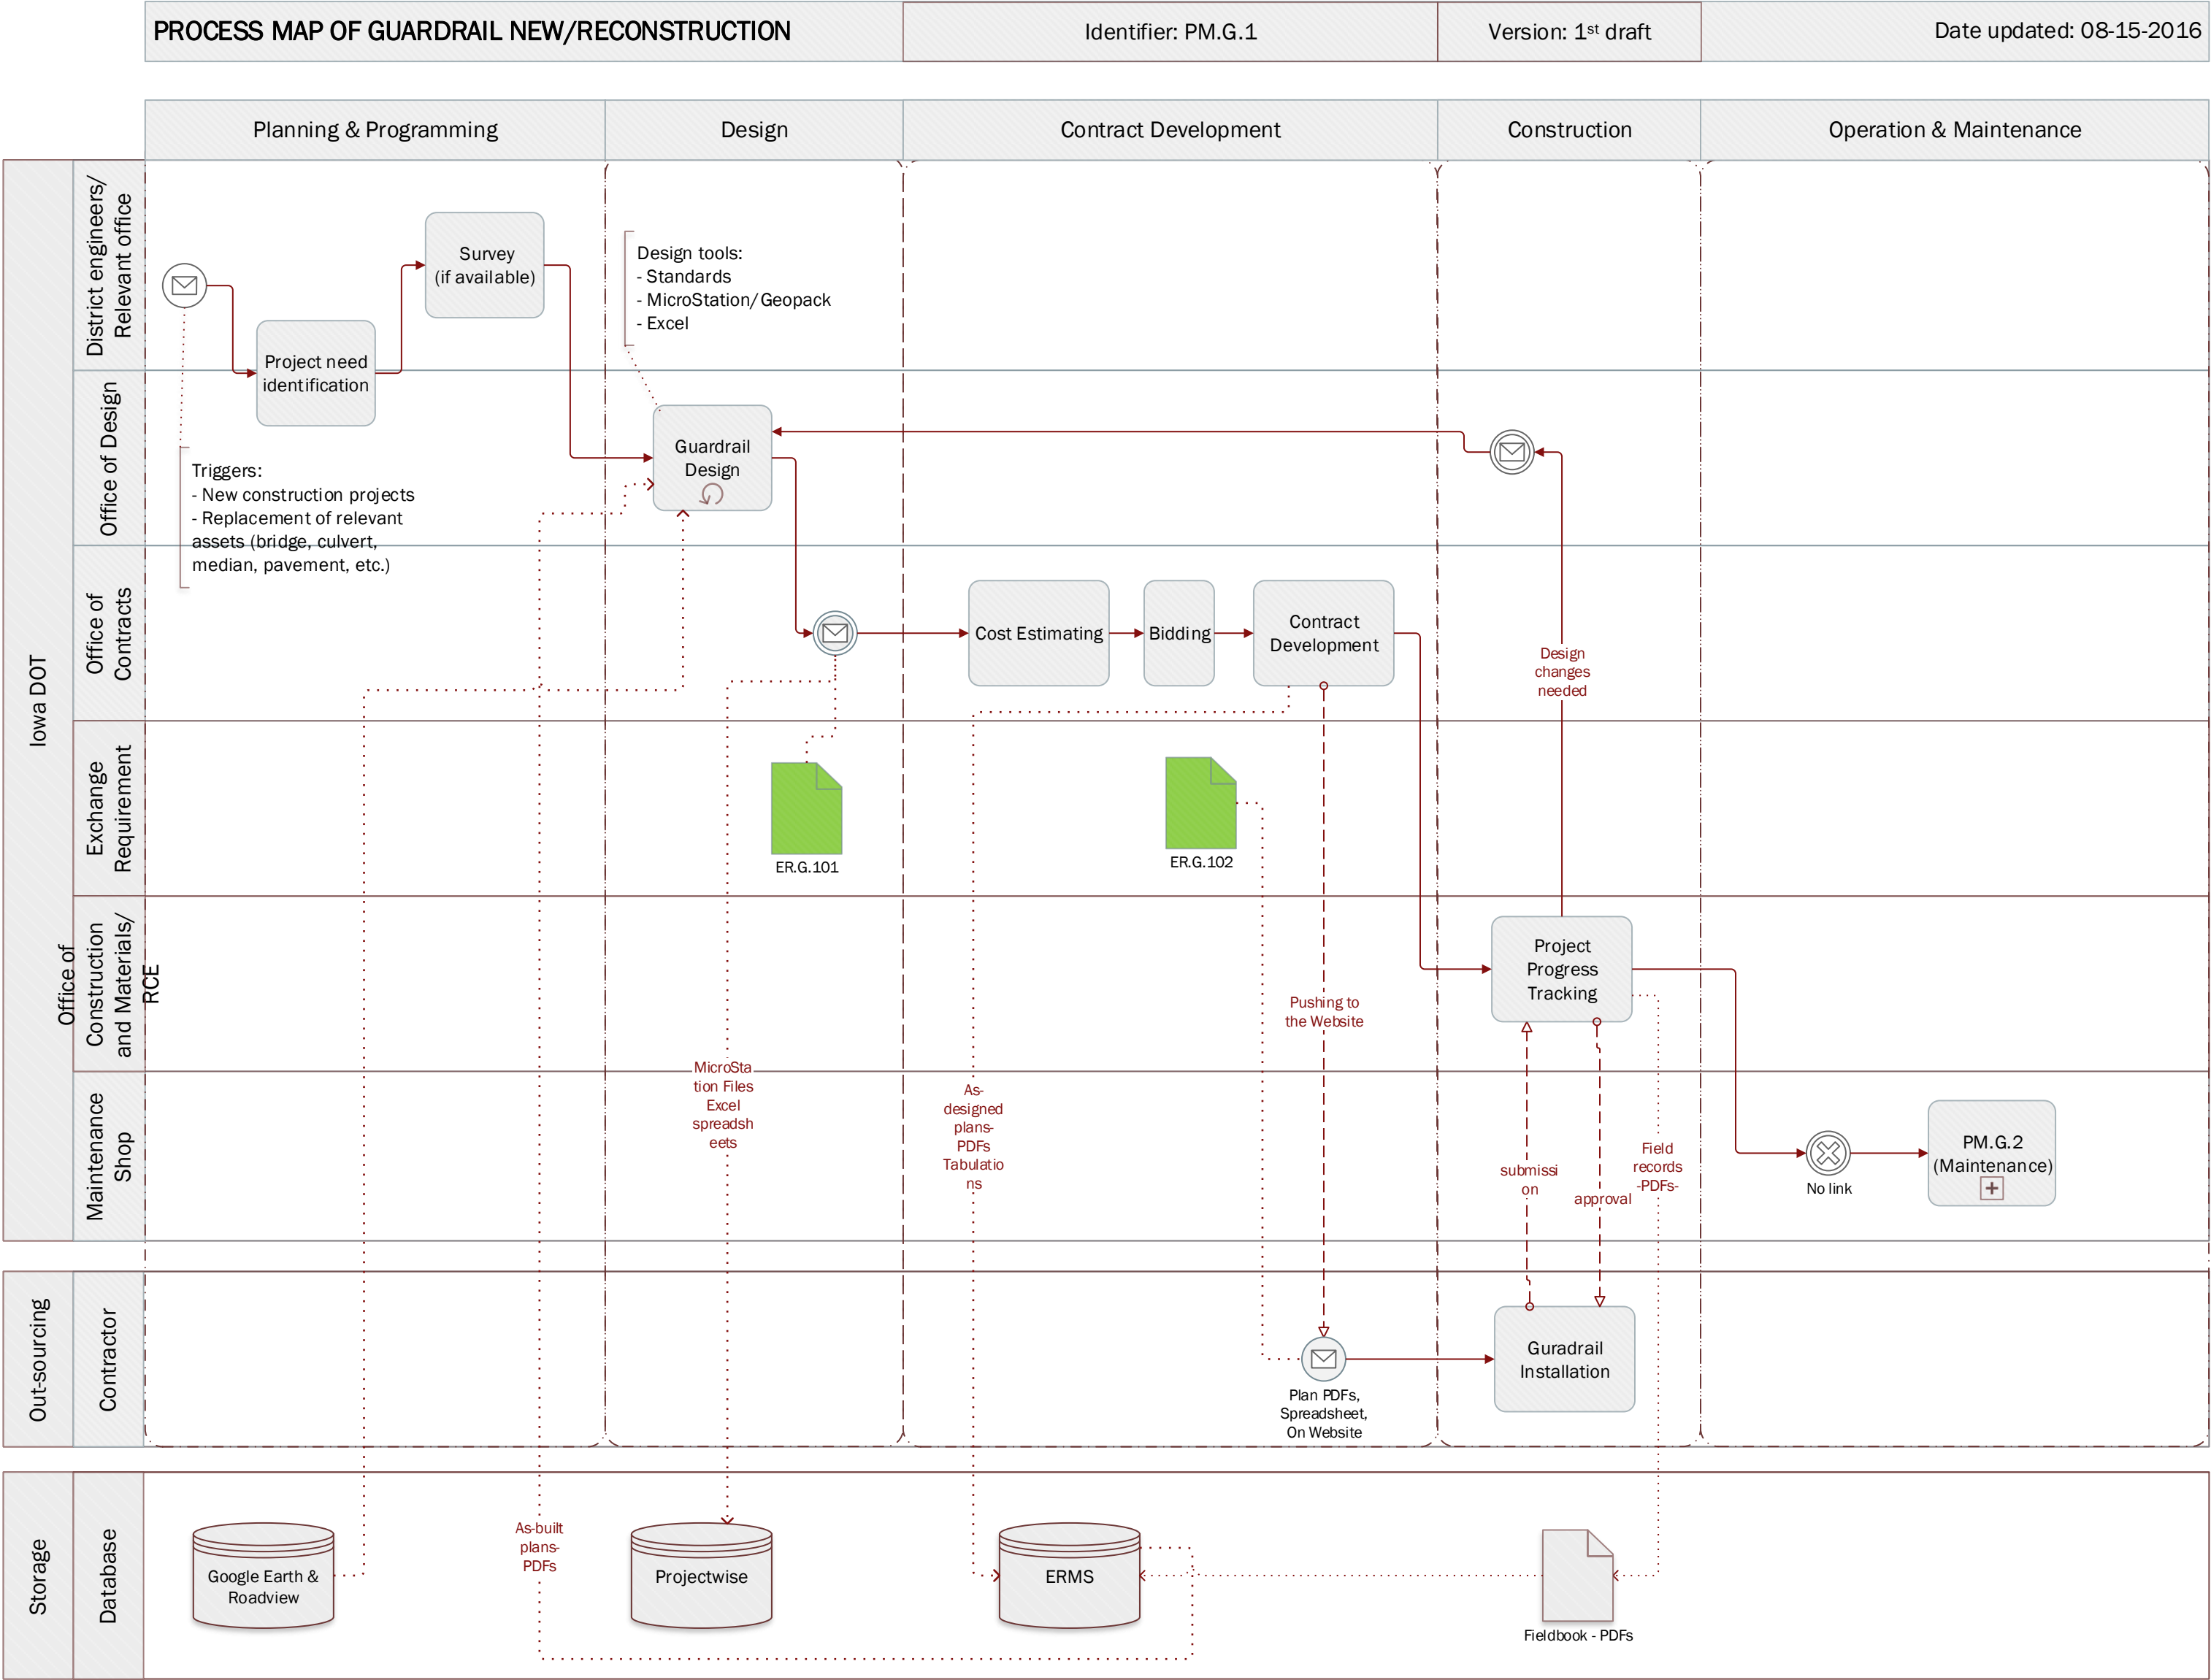 PROCESS MAP OF GUARDRAIL NEW/RECONSTRUCTION
Identifier: PM.G.1
Version: 1st draft
Date updated: 08-15-2016
Planning & Programming
Design
Contract Development
Construction
Operation & Maintenance
Iowa DOT
District engineers/
Relevant office
Survey
(if available)
Project need
identification
Design tools:
- Standards
- MicroStation/Geopack
- Excel
Office of Design
Triggers:
- New construction projects
- Replacement of relevant
assets (bridge, culvert,
median, pavement, etc.)
Guardrail
Design
Office of
Contracts
Cost Estimating
Bidding
Contract
Development
Design
changes
needed
Exchange
Requirement
ER.G.101
ER.G.102
Office of
Construction
and Materials/
RCE
Project
Progress
Tracking
Pushing to
the Website
MicroSta
tion Files
Excel
spreadsh
eets
As-
designed
plans-
PDFs
Tabulatio
ns
Maintenance
Shop
submissi
on
approval
Field
records
-PDFs-
No link
PM.G.2
(Maintenance)
Out-sourcing
Contractor
Plan PDFs,
Spreadsheet,
On Website
Guradrail
Installation
Storage
Database
Google Earth &
Roadview
As-built
plans-
PDFs
Projectwise
ERMS
Fieldbook - PDFs